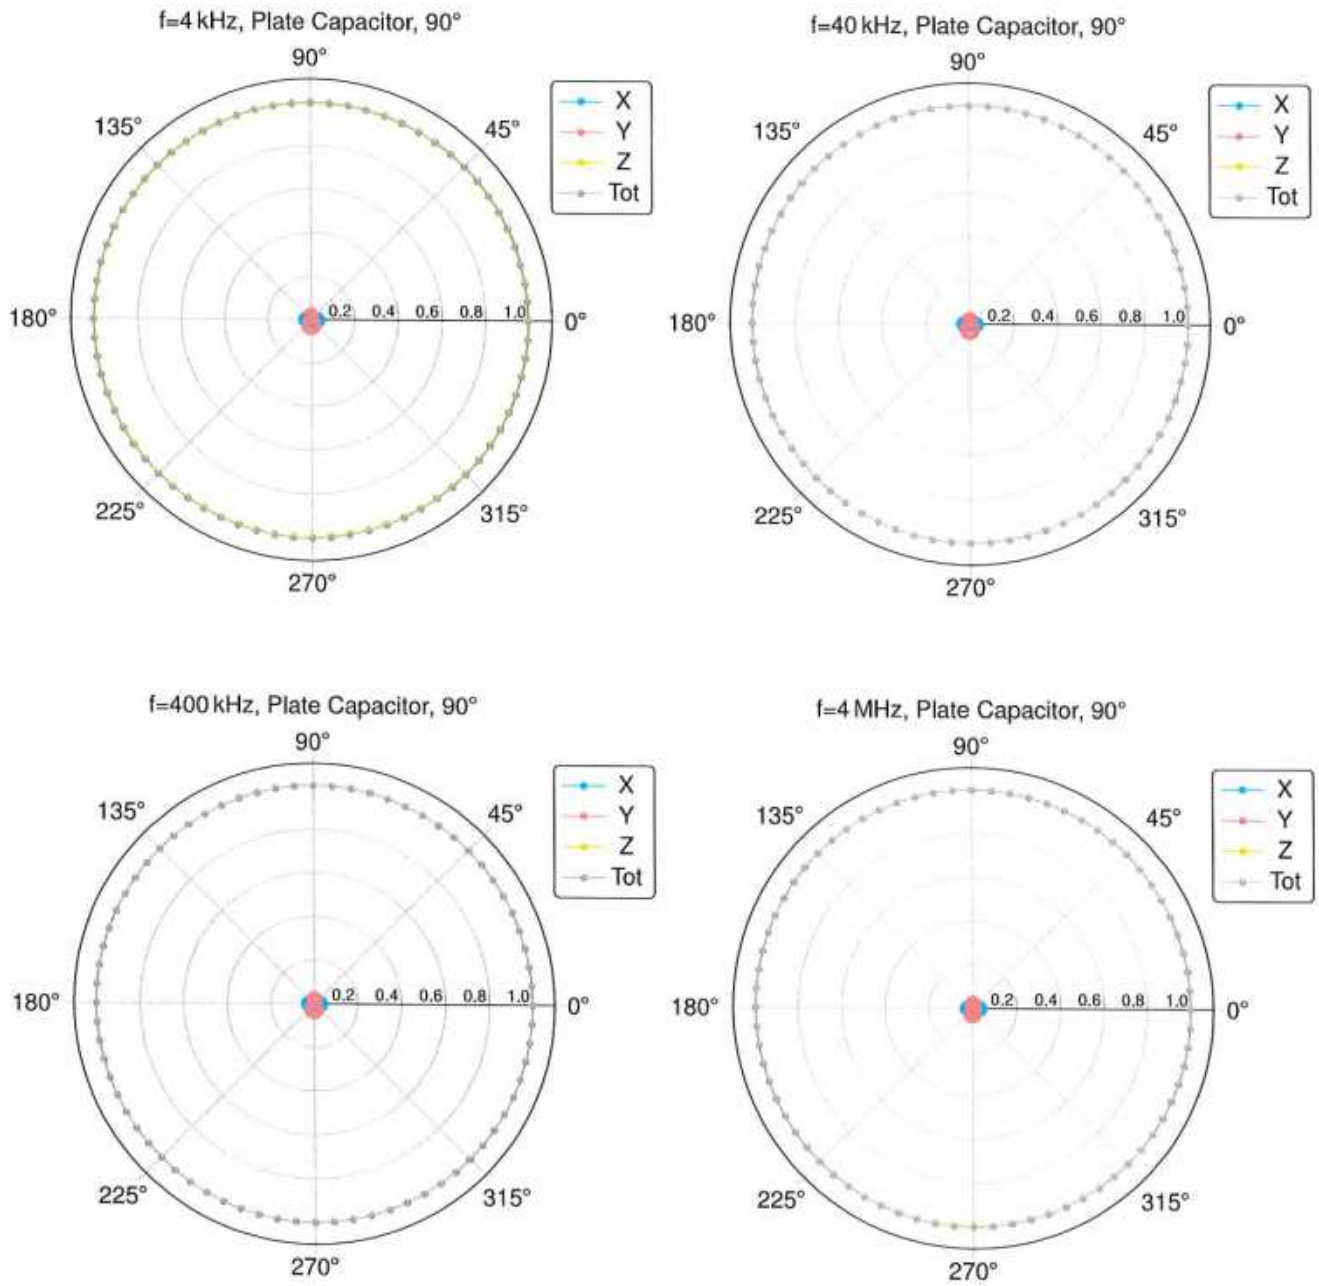 f=4 kHz, Plate Capacitor, 90°
90°
135°
45°
180°
0.2 0.4 0.6 0.8 1.0
0°
225°
315°
270°
X
Y
Z
Tot
f=40 kHz, Plate Capacitor, 90°
90°
135°
45°
180°
0.2 0.4 0.6 0.8 1.0
0°
225°
315°
270°
X
Y
Z
Tot
f=400 kHz, Plate Capacitor, 90°
90°
135°
45°
180°
0.2 0.4 0.6 0.8 1.0
0°
225°
315°
270°
X
Y
Z
Tot
f=4 MHz, Plate Capacitor, 90°
90°
135°
45°
180°
0.2 0.4 0.6 0.8 1.0
0°
225°
315°
270°
X
Y
Z
Tot